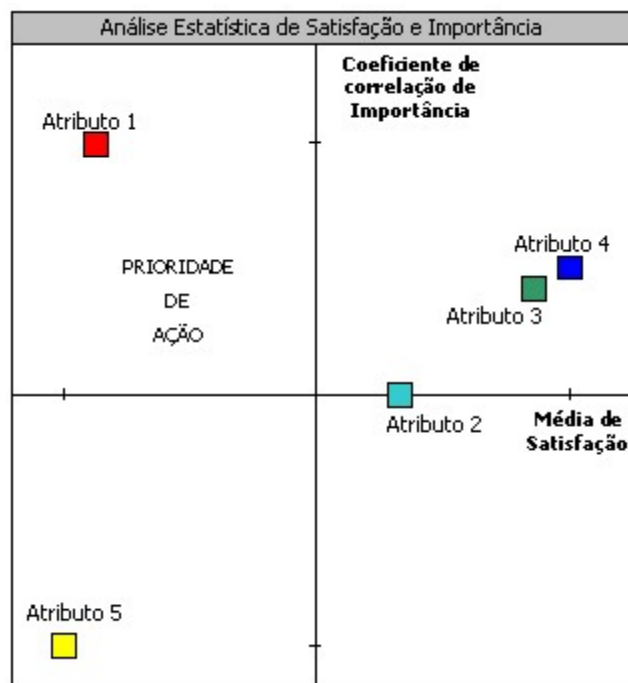 Análise Estatística de Satisfação e Importância
Coeficiente de
correlação de
Importância
Atributo 1
PRIORIDADE
DE
AÇÃO
Atributo 4
Atributo 3
Atributo 2
Média de
Satisfação
Atributo 5